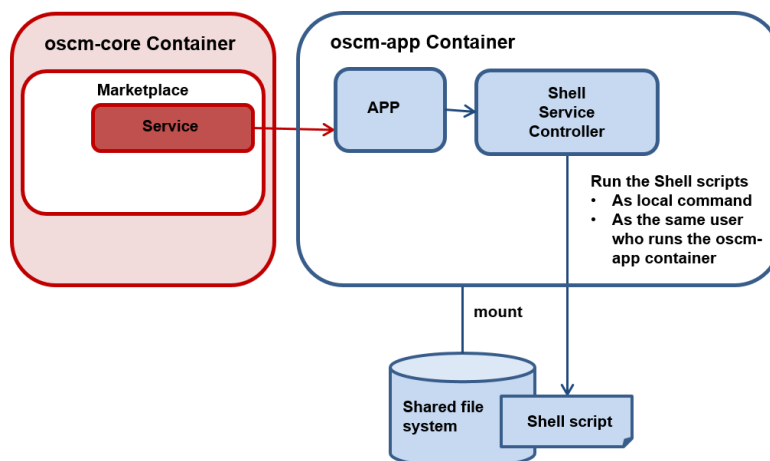 oscm-core Container
Marketplace
Service
oscm-app Container
APP
Shell
Service
Controller
Run the Shell scripts
• As local command
• As the same user
who runs the oscm-
app container
mount
Shared file
system
Shell script